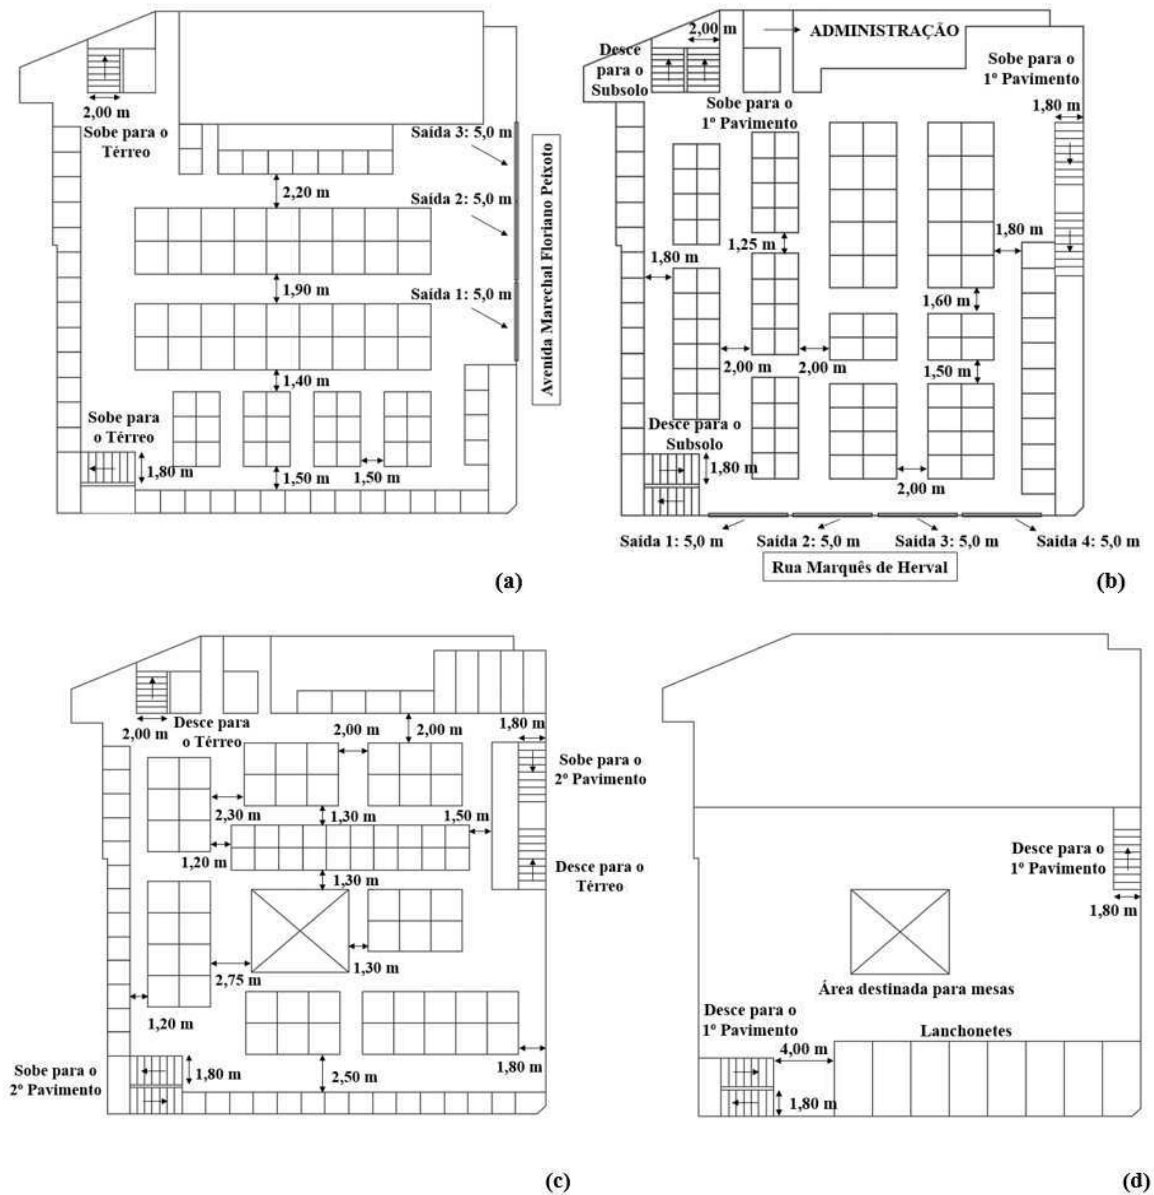 2,00 m
Sobe para o
Térreo
Saída 3: 5,0 m
2,20 m
Saída 2: 5,0 m
1,90 m
Saída 1: 5,0 m
Avenida Marechal Floriano Peixoto
1,40 m
Sobe para
o Térreo
1,80 m
1,50 m
1,50 m
(a)
2,00 m
ADMINISTRAÇÃO
Desce
para o
Subsolo
Sobe para o
1º Pavimento
Sobe para o
1º Pavimento
1,80 m
1,80 m
1,25 m
1,80 m
1,60 m
2,00 m
2,00 m
1,50 m
Desce para o
Subsolo
1,80 m
2,00 m
Saída 1: 5,0 m
Saída 2: 5,0 m
Saída 3: 5,0 m
Saída 4: 5,0 m
Rua Marquês de Herval
(b)
2,00 m
Desce para
o Térreo
2,00 m
2,00 m
1,80 m
Sobe para o
2º Pavimento
2,30 m
1,30 m
1,50 m
1,20 m
Desce para o
Térreo
1,30 m
2,75 m
1,30 m
1,20 m
Sobe para o
2º Pavimento
1,80 m
2,50 m
1,80 m
(c)
Desce para o
1º Pavimento
1,80 m
Área destinada para mesas
Desce para o
1º Pavimento
Lanchonetes
4,00 m
1,80 m
(d)